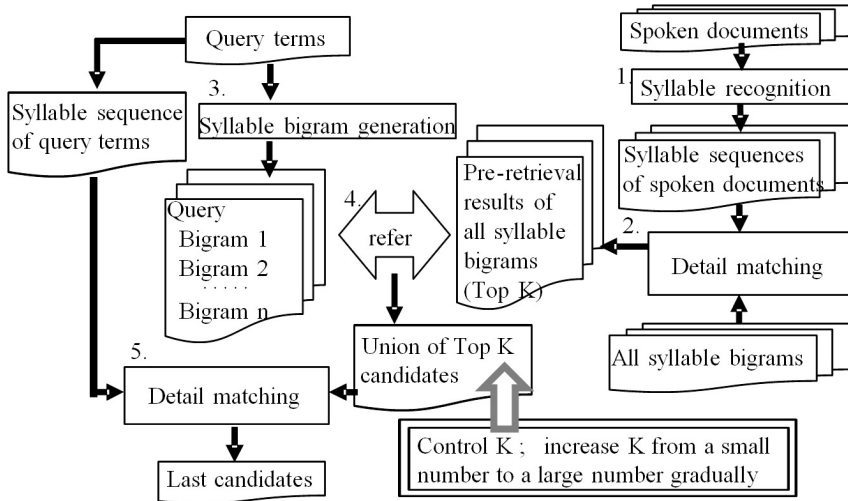 Query terms
Spoken documents
3.
1.
Syllable sequence
of query terms
Syllable recognition
Syllable bigram generation
Syllable sequences
of spoken documents
Pre-retrieval
results of
all syllable
bigrams
(Top K)
4.
refer
Query
Bigram 1
Bigram 2
.....
Bigram n
2.
Detail matching
All syllable bigrams
Union of Top K
candidates
5.
Detail matching
Control K ; increase K from a small
number to a large number gradually
Last candidates